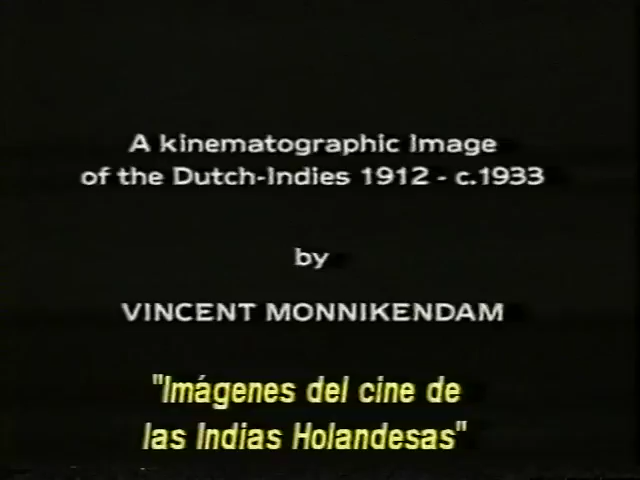 A kinematographic Image
of the Dutch-Indies 1912 - c.1933
by
VINCENT MONNIKENDAM
"Imágenes del cine de
las Indias Holandesas"